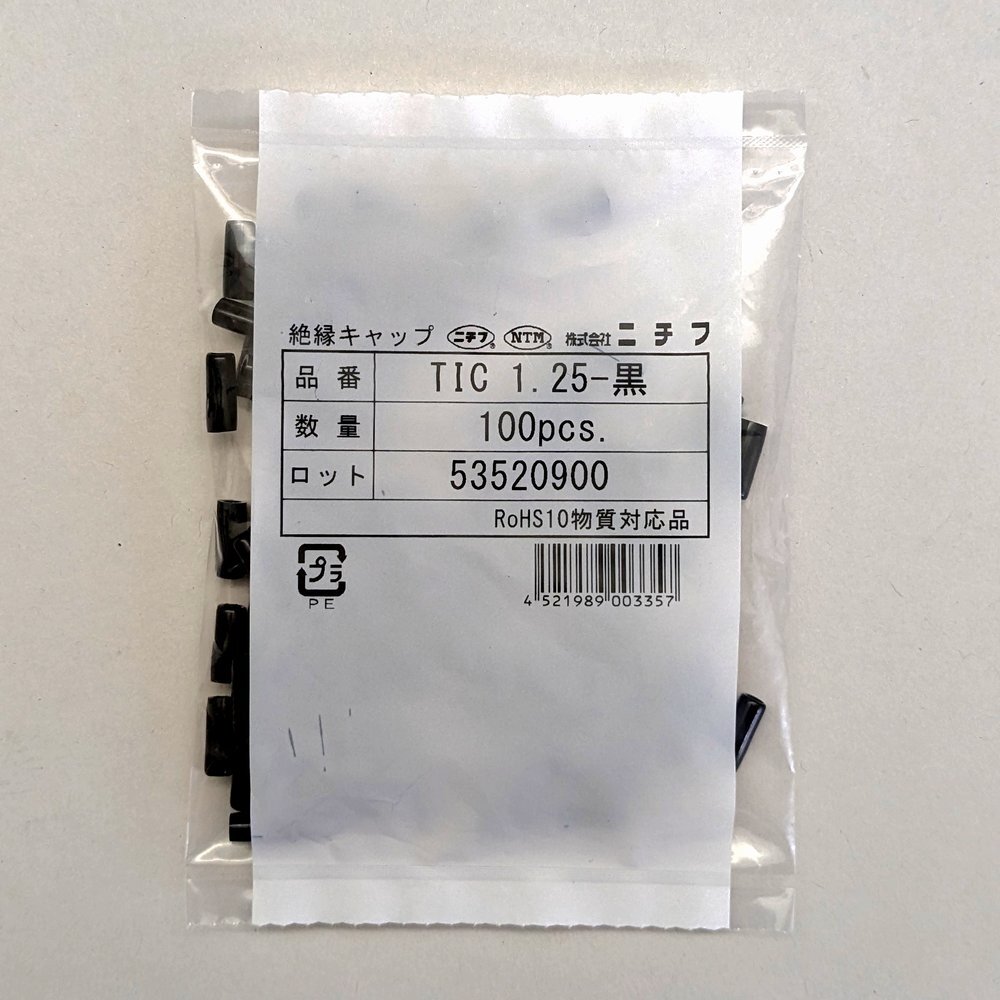 絶縁キャップ ニチフ® NTM® 株式会社 ニチフ
品番 TIC 1.25-黒
数量 100pcs.
ロット 53520900
RoHS10物質対応品
プラ
PE
4 521989 003357